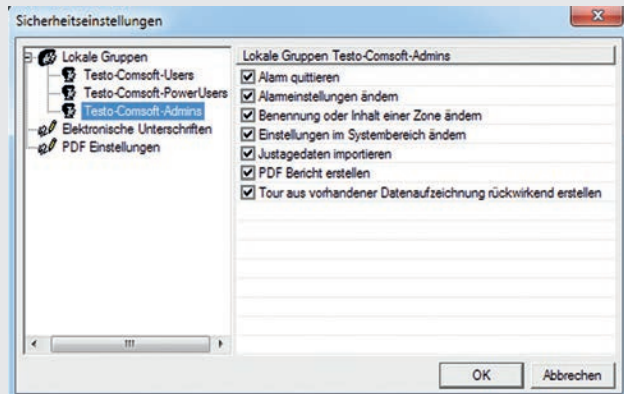 Sicherheitseinstellungen
Lokale Gruppen
Testo-Comsoft-Users
Testo-Comsoft-PowerUsers
Testo-Comsoft-Admins
Elektronische Unterschriften
PDF Einstellungen
Lokale Gruppen Testo-Comsoft-Admins
Alarm quittieren
Alarmeinstellungen ändern
Benennung oder Inhalt einer Zone ändern
Einstellungen im Systembereich ändern
Justagedaten importieren
PDF Bericht erstellen
Tour aus vorhandener Datenaufzeichnung rückwirkend erstellen
OK
Abbrechen